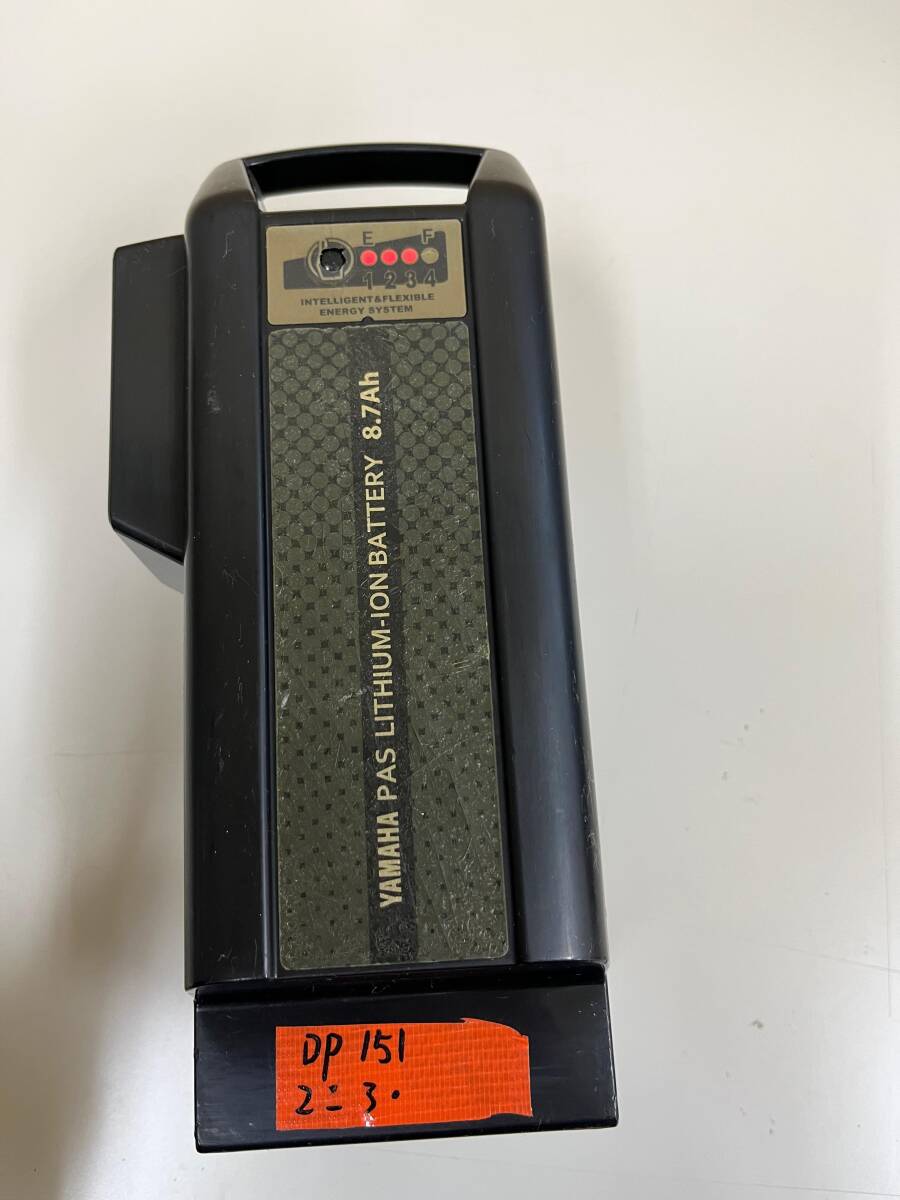 E F
1 2 3 4
INTELLIGENT&FLEXIBLE
ENERGY SYSTEM
YAMAHA PAS LITHIUM-ION BATTERY 8.7Ah
DP 151
2=3.